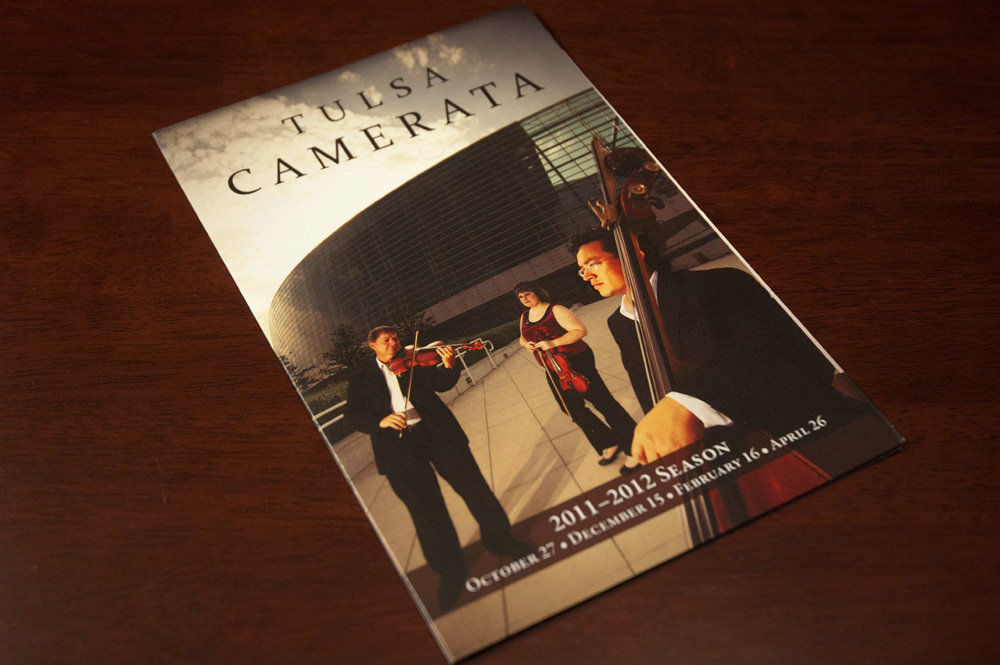 TULSA
CAMERATA
2011–2012 SEASON
OCTOBER 27 • DECEMBER 15 • FEBRUARY 16 • APRIL 26